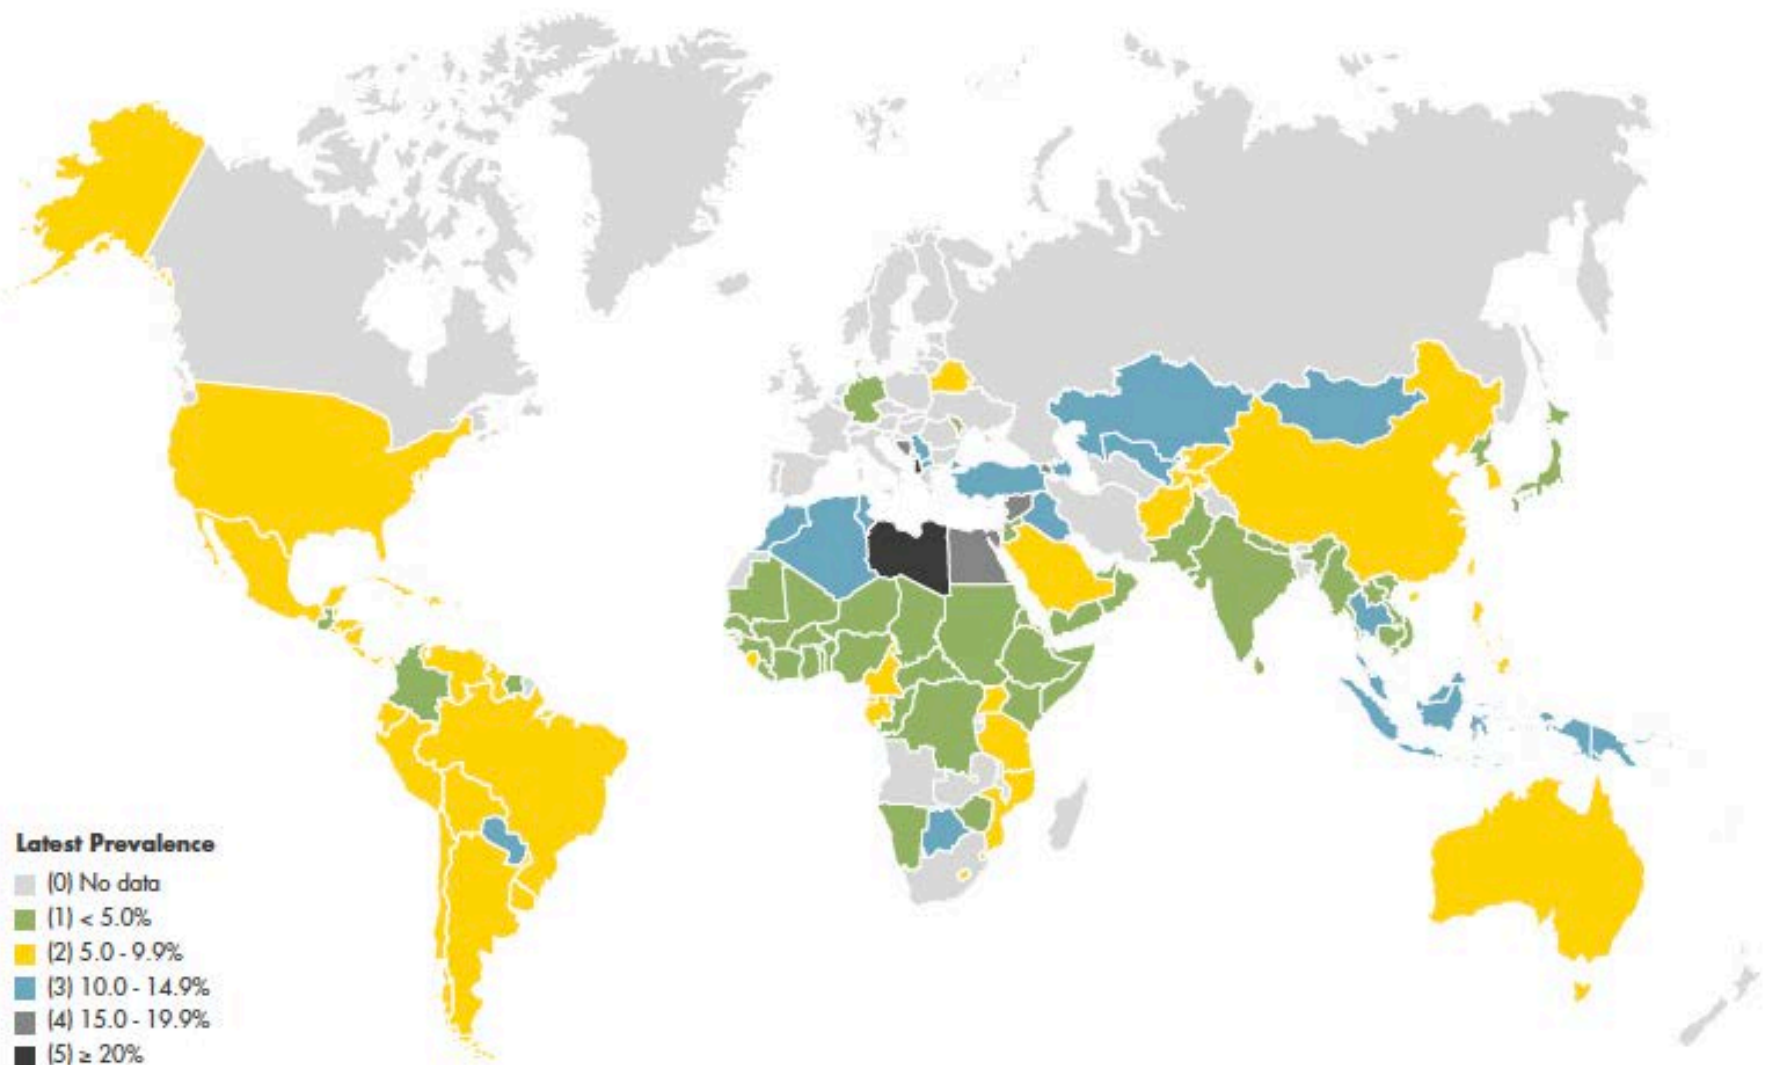 Latest Prevalence
(0) No data
(1) < 5.0%
(2) 5.0 - 9.9%
(3) 10.0 - 14.9%
(4) 15.0 - 19.9%
(5) ≥ 20%